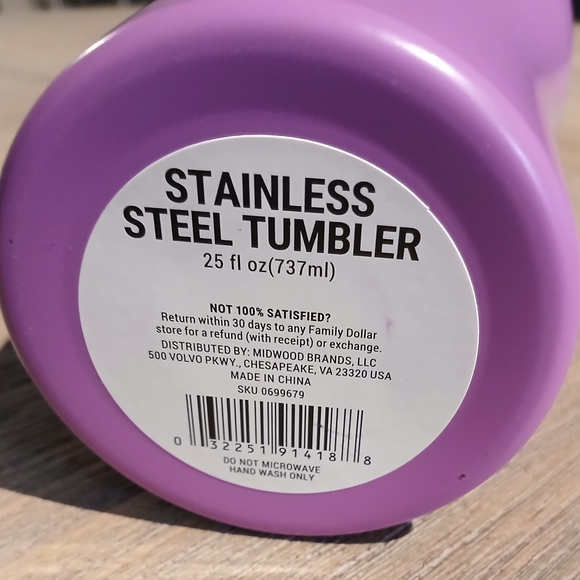 STAINLESS
STEEL TUMBLER
25 fl oz(737ml)
NOT 100% SATISFIED?
Return within 30 days to any Family Dollar
store for a refund (with receipt) or exchange.
DISTRIBUTED BY: MIDWOOD BRANDS, LLC
500 VOLVO PKWY., CHESAPEAKE, VA 23320 USA
MADE IN CHINA
SKU 0699679
0 32251 91418 8
DO NOT MICROWAVE
HAND WASH ONLY